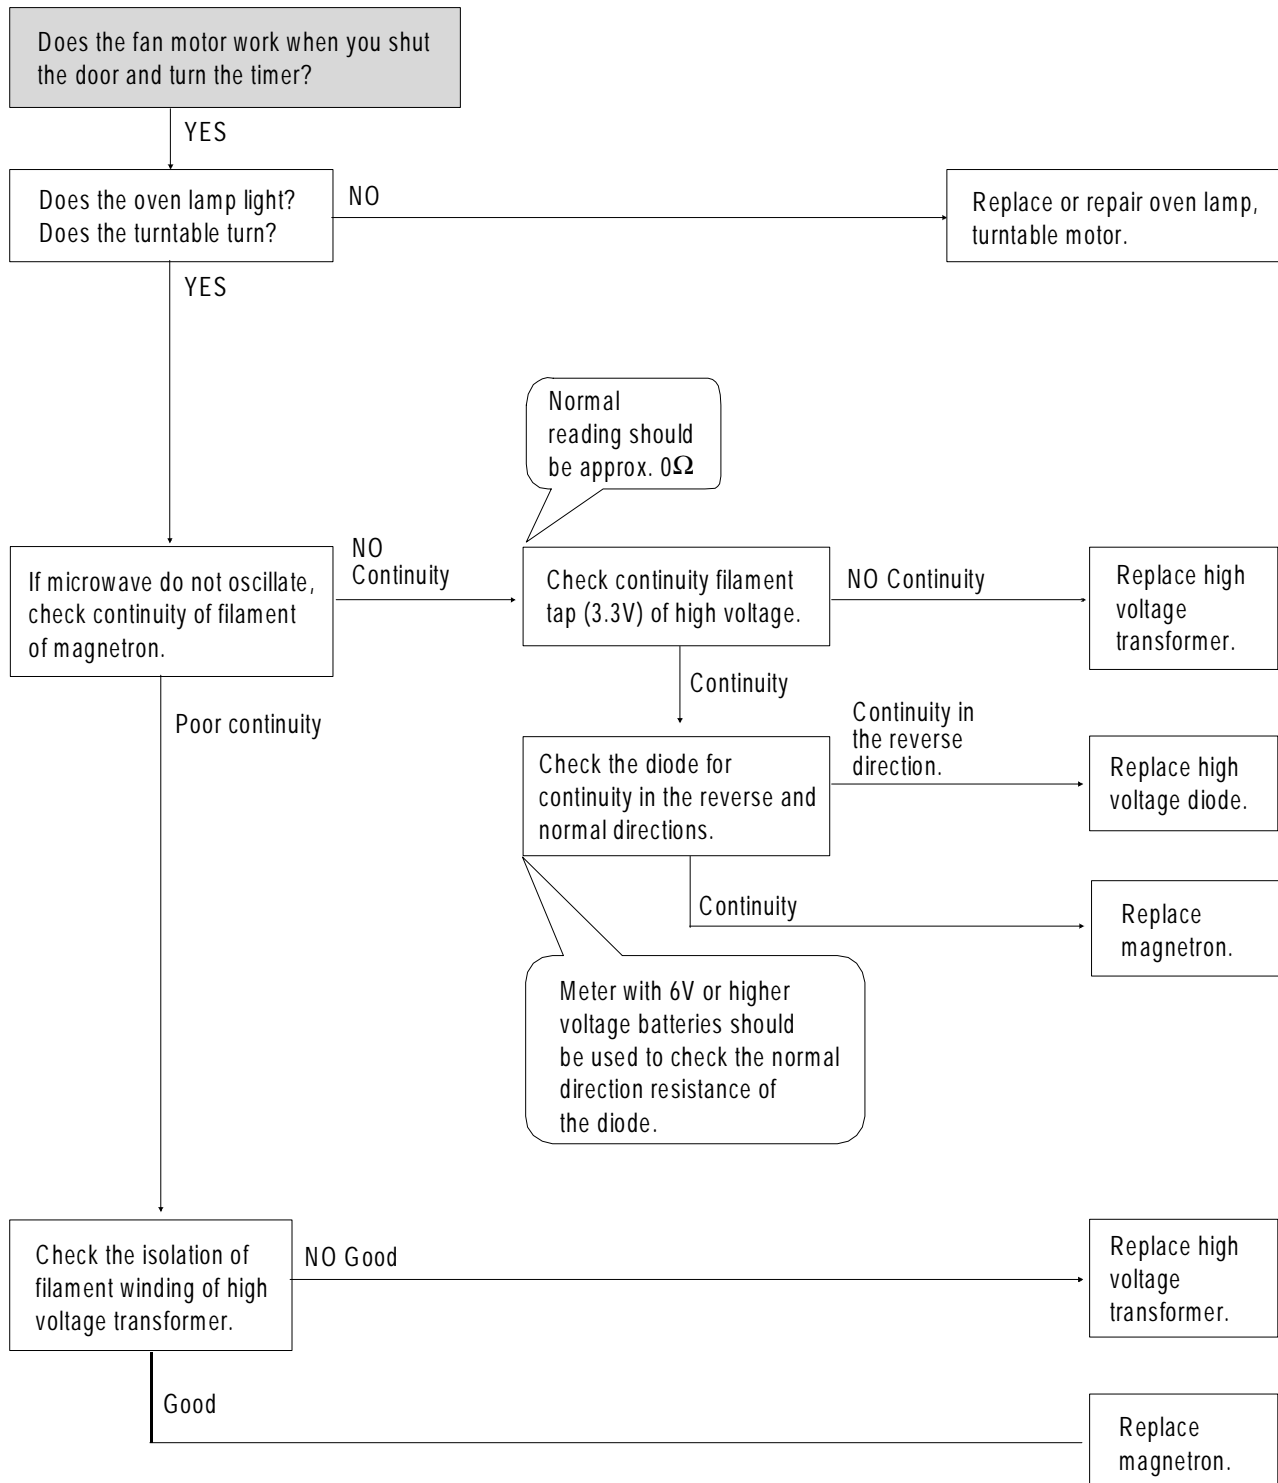 Does the fan motor work when you shut
the door and turn the timer?
YES
Does the oven lamp light?
Does the turntable turn?
NO
Replace or repair oven lamp,
turntable motor.
YES
Normal
reading should
be approx. 0Ω
If microwave do not oscillate,
check continuity of filament
of magnetron.
NO
Continuity
Check continuity filament
tap (3.3V) of high voltage.
NO Continuity
Replace high
voltage
transformer.
Continuity
Poor continuity
Check the diode for
continuity in the reverse and
normal directions.
Continuity in
the reverse
direction.
Replace high
voltage diode.
Continuity
Replace
magnetron.
Meter with 6V or higher
voltage batteries should
be used to check the normal
direction resistance of
the diode.
Check the isolation of
filament winding of high
voltage transformer.
NO Good
Replace high
voltage
transformer.
Good
Replace
magnetron.